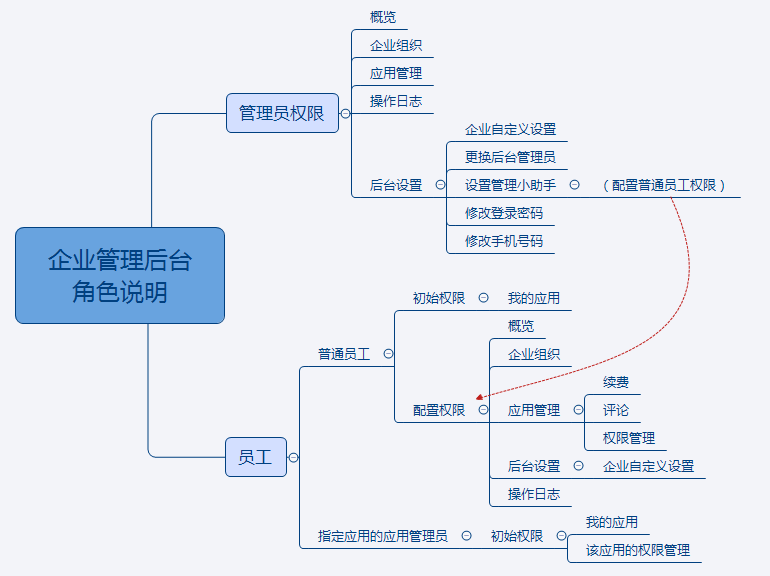 企业管理后台
角色说明
管理员权限
概览
企业组织
应用管理
操作日志
后台设置
企业自定义设置
更换后台管理员
设置管理小助手
（配置普通员工权限）
修改登录密码
修改手机号码
员工
普通员工
初始权限
我的应用
配置权限
概览
企业组织
应用管理
续费
评论
权限管理
后台设置
企业自定义设置
操作日志
指定应用的应用管理员
初始权限
我的应用
该应用的权限管理